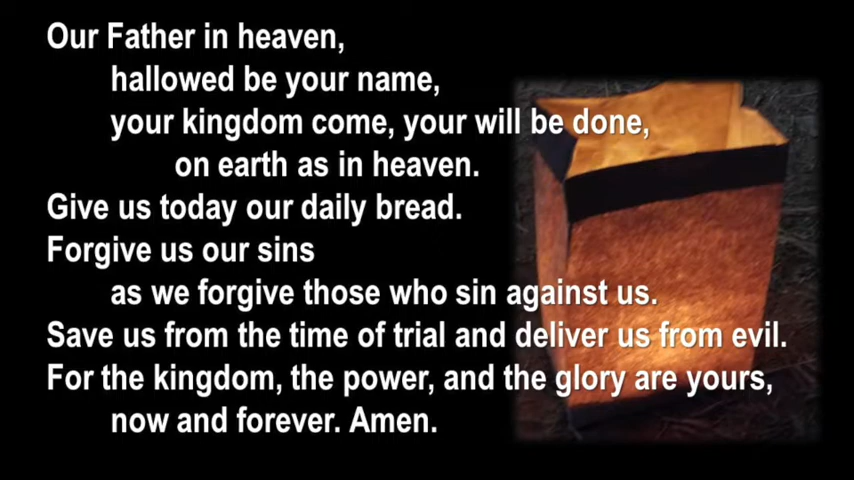 Our Father in heaven,
hallowed be your name,
your kingdom come, your will be done,
on earth as in heaven.
Give us today our daily bread.
Forgive us our sins
as we forgive those who sin against us.
Save us from the time of trial and deliver us from evil.
For the kingdom, the power, and the glory are yours,
now and forever. Amen.